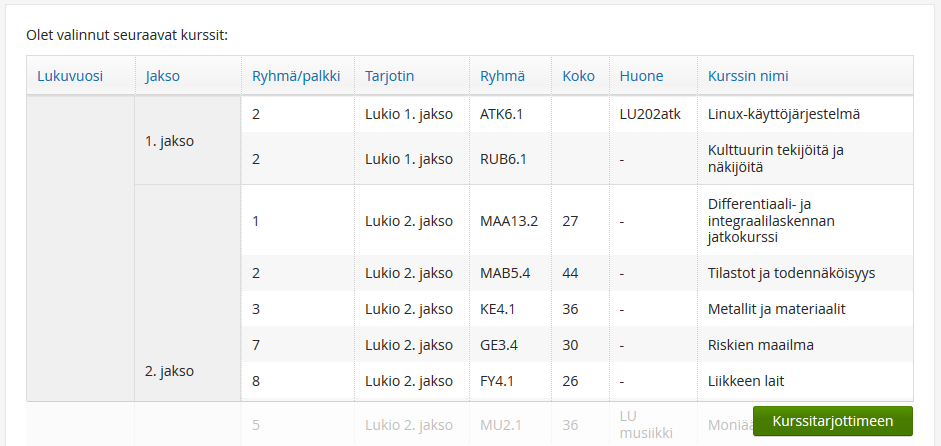 Olet valinnut seuraavat kurssit:
Lukuvuosi Jakso Ryhmä/palkki Tarjotin Ryhmä Koko Huone Kurssin nimi
1. jakso
2 Lukio 1. jakso ATK6.1 LU202atk Linux-käyttöjärjestelmä
2 Lukio 1. jakso RUB6.1 - Kulttuurin tekijöitä ja
näkijöitä
1 Lukio 2. jakso MAA13.2 27 - Differentiaali- ja
integraalilaskennan
jatkokurssi
2 Lukio 2. jakso MAB5.4 44 - Tilastot ja todennäköisyys
3 Lukio 2. jakso KE4.1 36 - Metallit ja materiaalit
7 Lukio 2. jakso GE3.4 30 - Riskien maailma
2. jakso
8 Lukio 2. jakso FY4.1 26 - Liikkeen lait
5 Lukio 2. jakso MU2.1 36 LU
musiikki
Kurssitarjottimeen